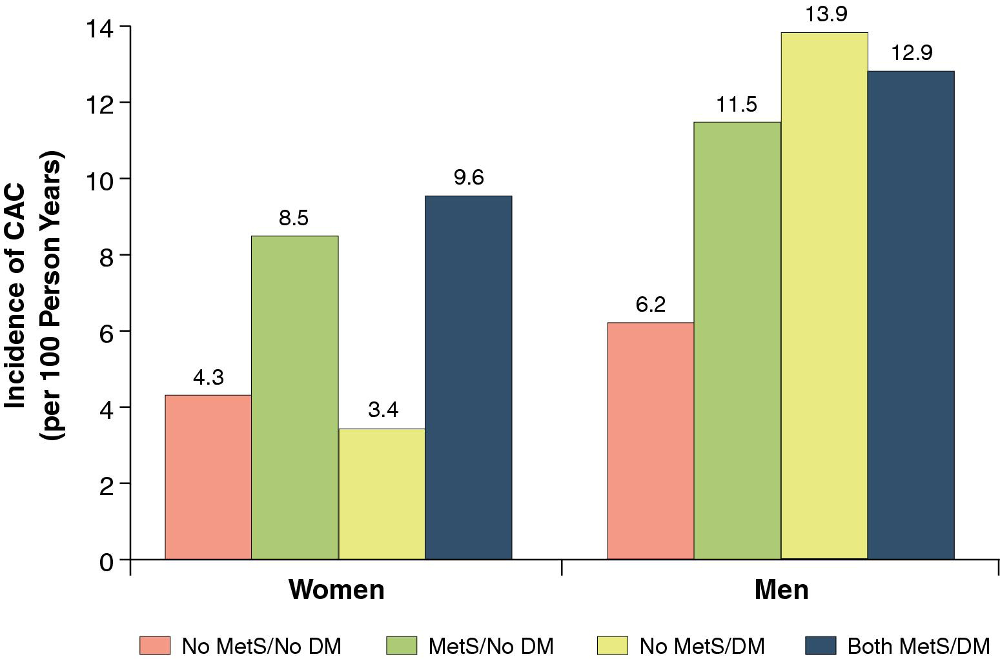 Incidence of CAC
(per 100 Person Years)
14
12
10
8
6
4
2
0
4.3
8.5
3.4
9.6
6.2
11.5
13.9
12.9
Women
Men
No MetS/No DM
MetS/No DM
No MetS/DM
Both MetS/DM